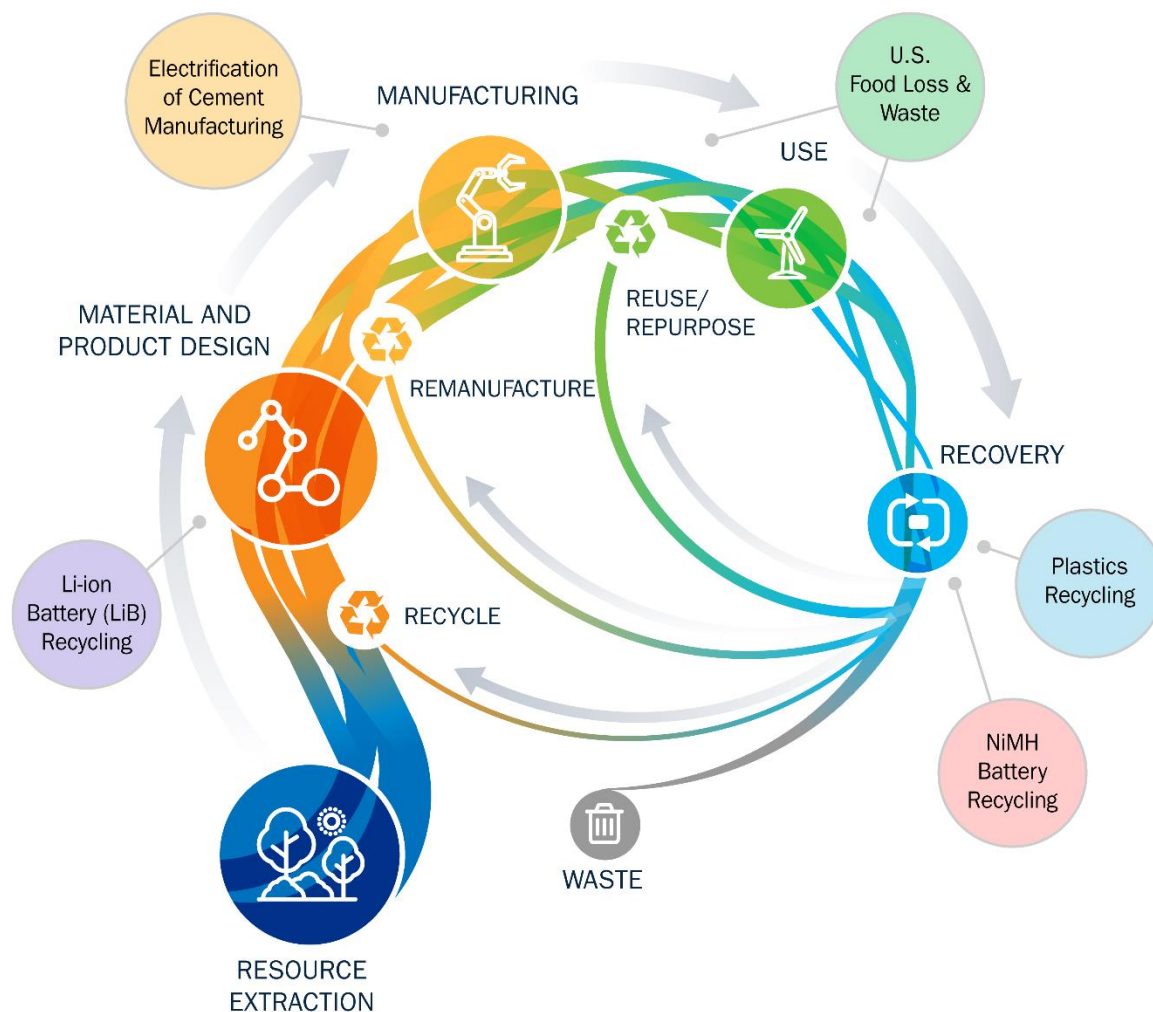 Electrification
of Cement
Manufacturing
MANUFACTURING
U.S.
Food Loss &
Waste
USE
MATERIAL AND
PRODUCT DESIGN
REUSE/
REPURPOSE
REMANUFACTURE
RECOVERY
Li-ion
Battery (LiB)
Recycling
RECYCLE
Plastics
Recycling
NiMH
Battery
Recycling
WASTE
RESOURCE
EXTRACTION